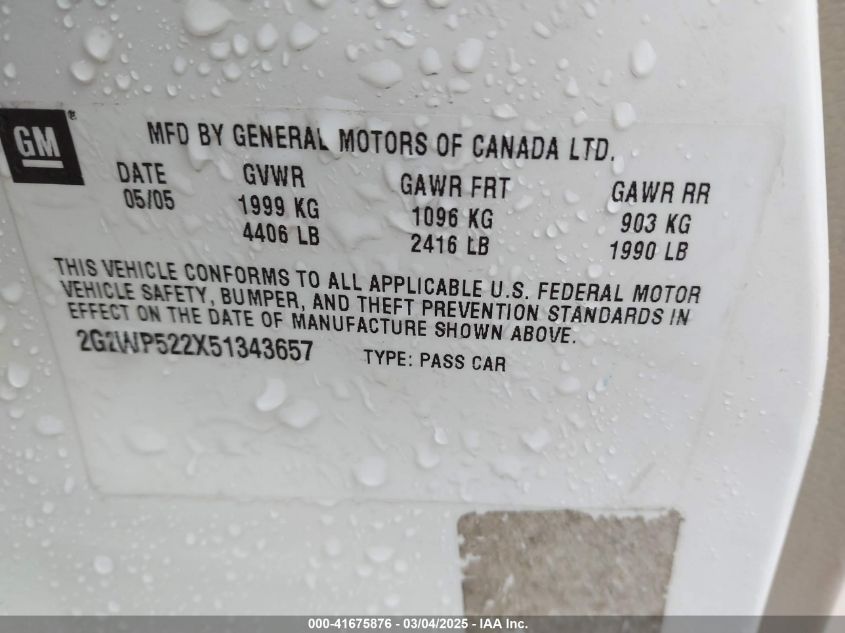 GM®
MFD BY GENERAL MOTORS OF CANADA LTD.
DATE GVWR GAWR FRT GAWR RR
05/05 1999 KG 1096 KG 903 KG
4406 LB 2416 LB 1990 LB
THIS VEHICLE CONFORMS TO ALL APPLICABLE U.S. FEDERAL MOTOR
VEHICLE SAFETY, BUMPER, AND THEFT PREVENTION STANDARDS IN
EFFECT ON THE DATE OF MANUFACTURE SHOWN ABOVE.
2G2WP522X51343657 TYPE: PASS CAR
000-41675876 - 03/04/2025 - IAA Inc.